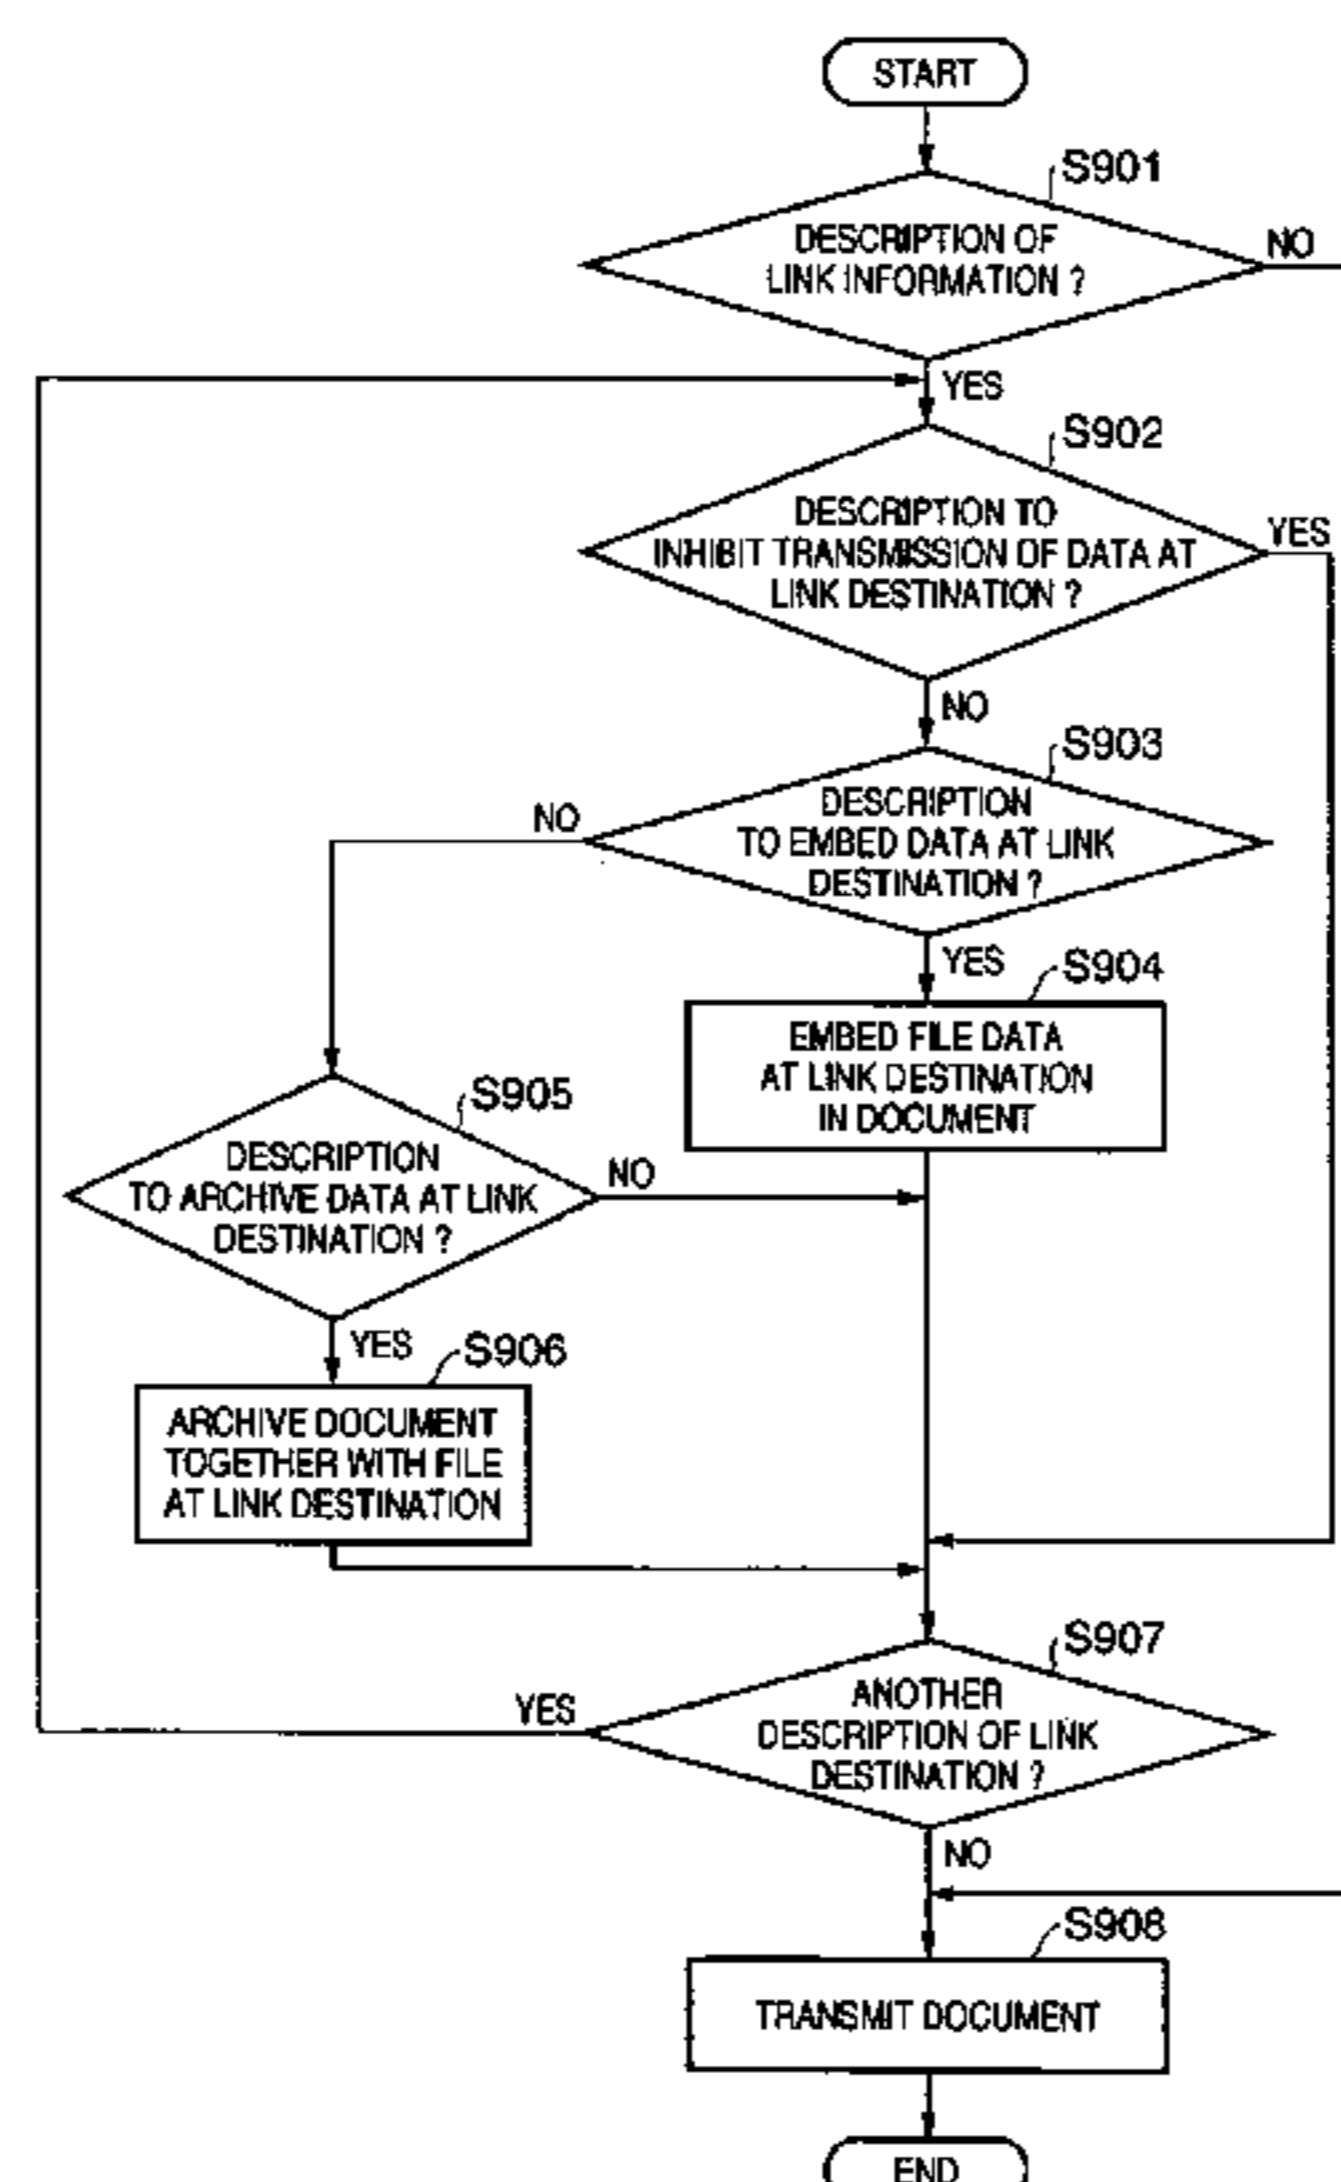 START
S901
DESCRIPTION OF
LINK INFORMATION ?
NO
YES
S902
DESCRIPTION TO
INHIBIT TRANSMISSION OF DATA AT
LINK DESTINATION ?
YES
NO
S903
DESCRIPTION
TO EMBED DATA AT LINK
DESTINATION ?
NO
YES
S904
EMBED FILE DATA
AT LINK DESTINATION
IN DOCUMENT
S905
DESCRIPTION
TO ARCHIVE DATA AT LINK
DESTINATION ?
NO
YES
S906
ARCHIVE DOCUMENT
TOGETHER WITH FILE
AT LINK DESTINATION
S907
ANOTHER
DESCRIPTION OF LINK
DESTINATION ?
YES
NO
S908
TRANSMIT DOCUMENT
END